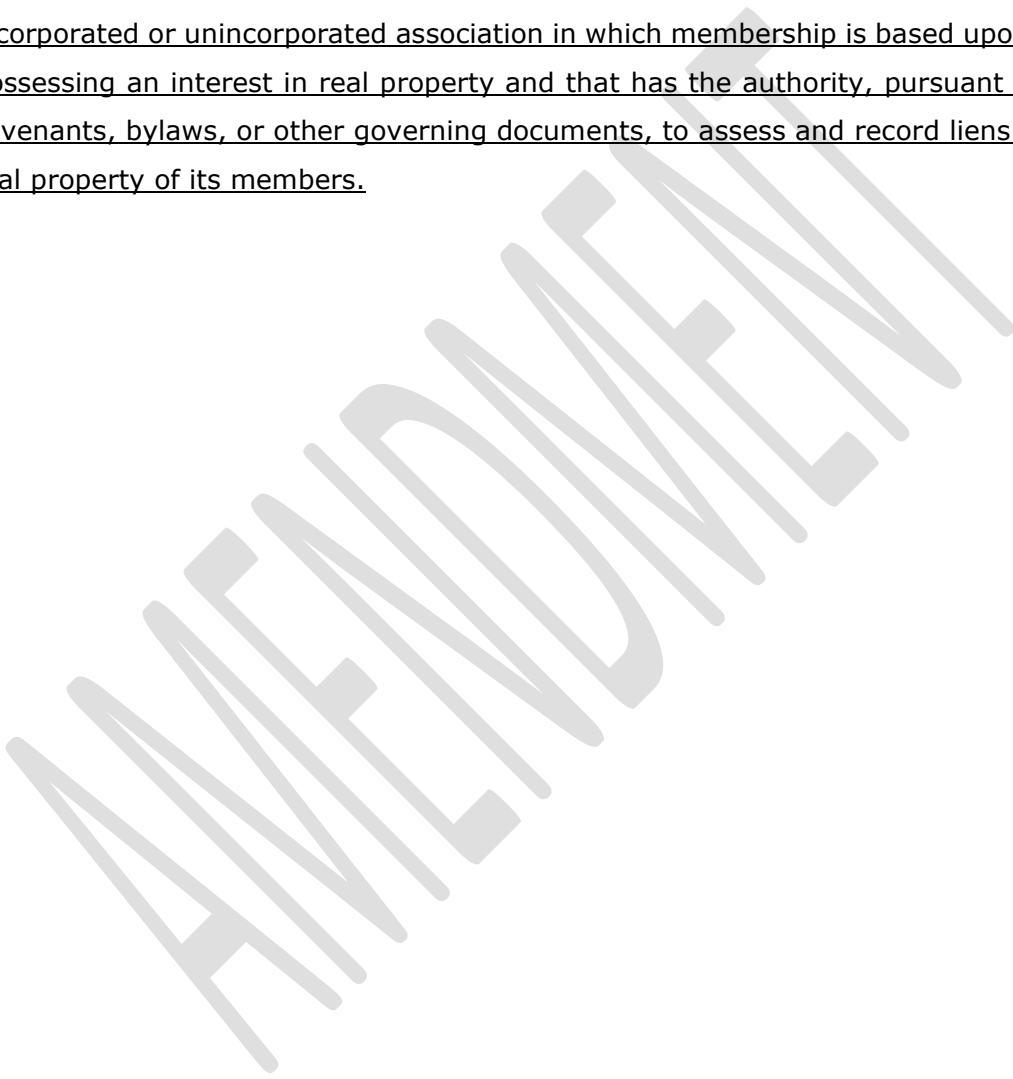 corporated or unincorporated association in which membership is based upo
ossessing an interest in real property and that has the authority, pursuant
venants, bylaws, or other governing documents, to assess and record liens
al property of its members.
AMENDMENT